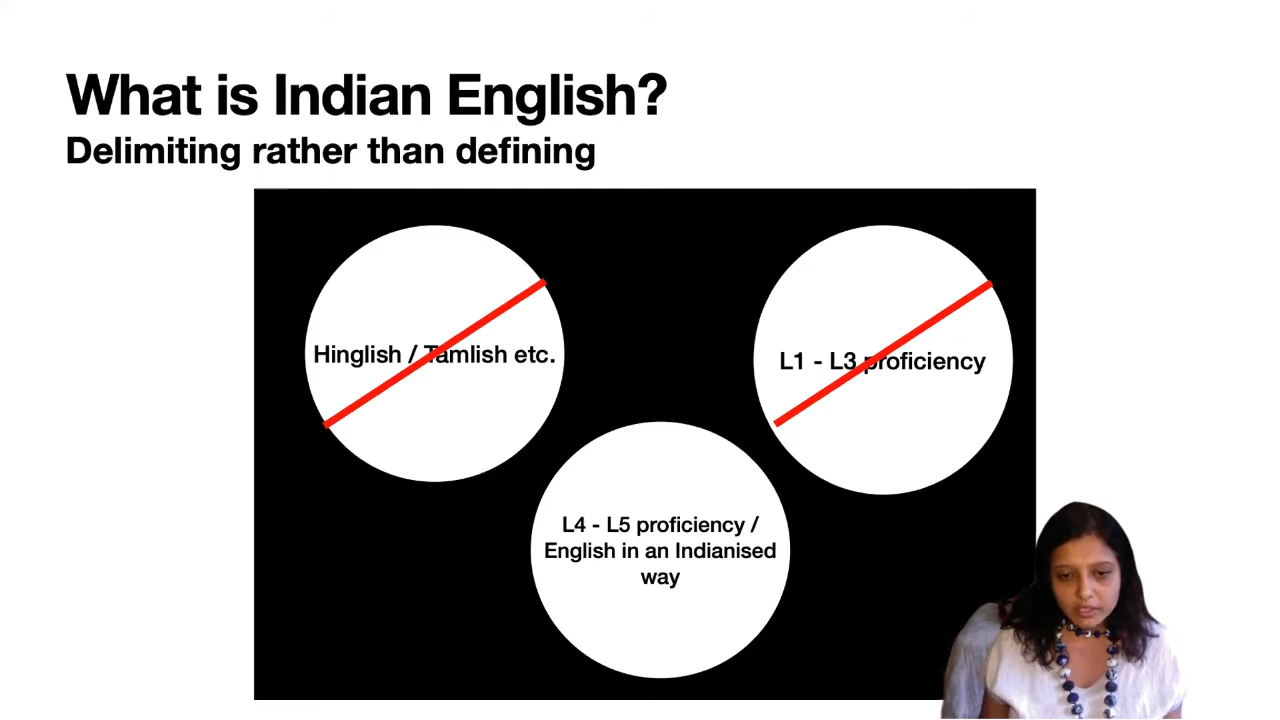 What is Indian English?
Delimiting rather than defining
Hinglish / Tamlish etc.
L1 - L3 proficiency
L4 - L5 proficiency /
English in an Indianised
way